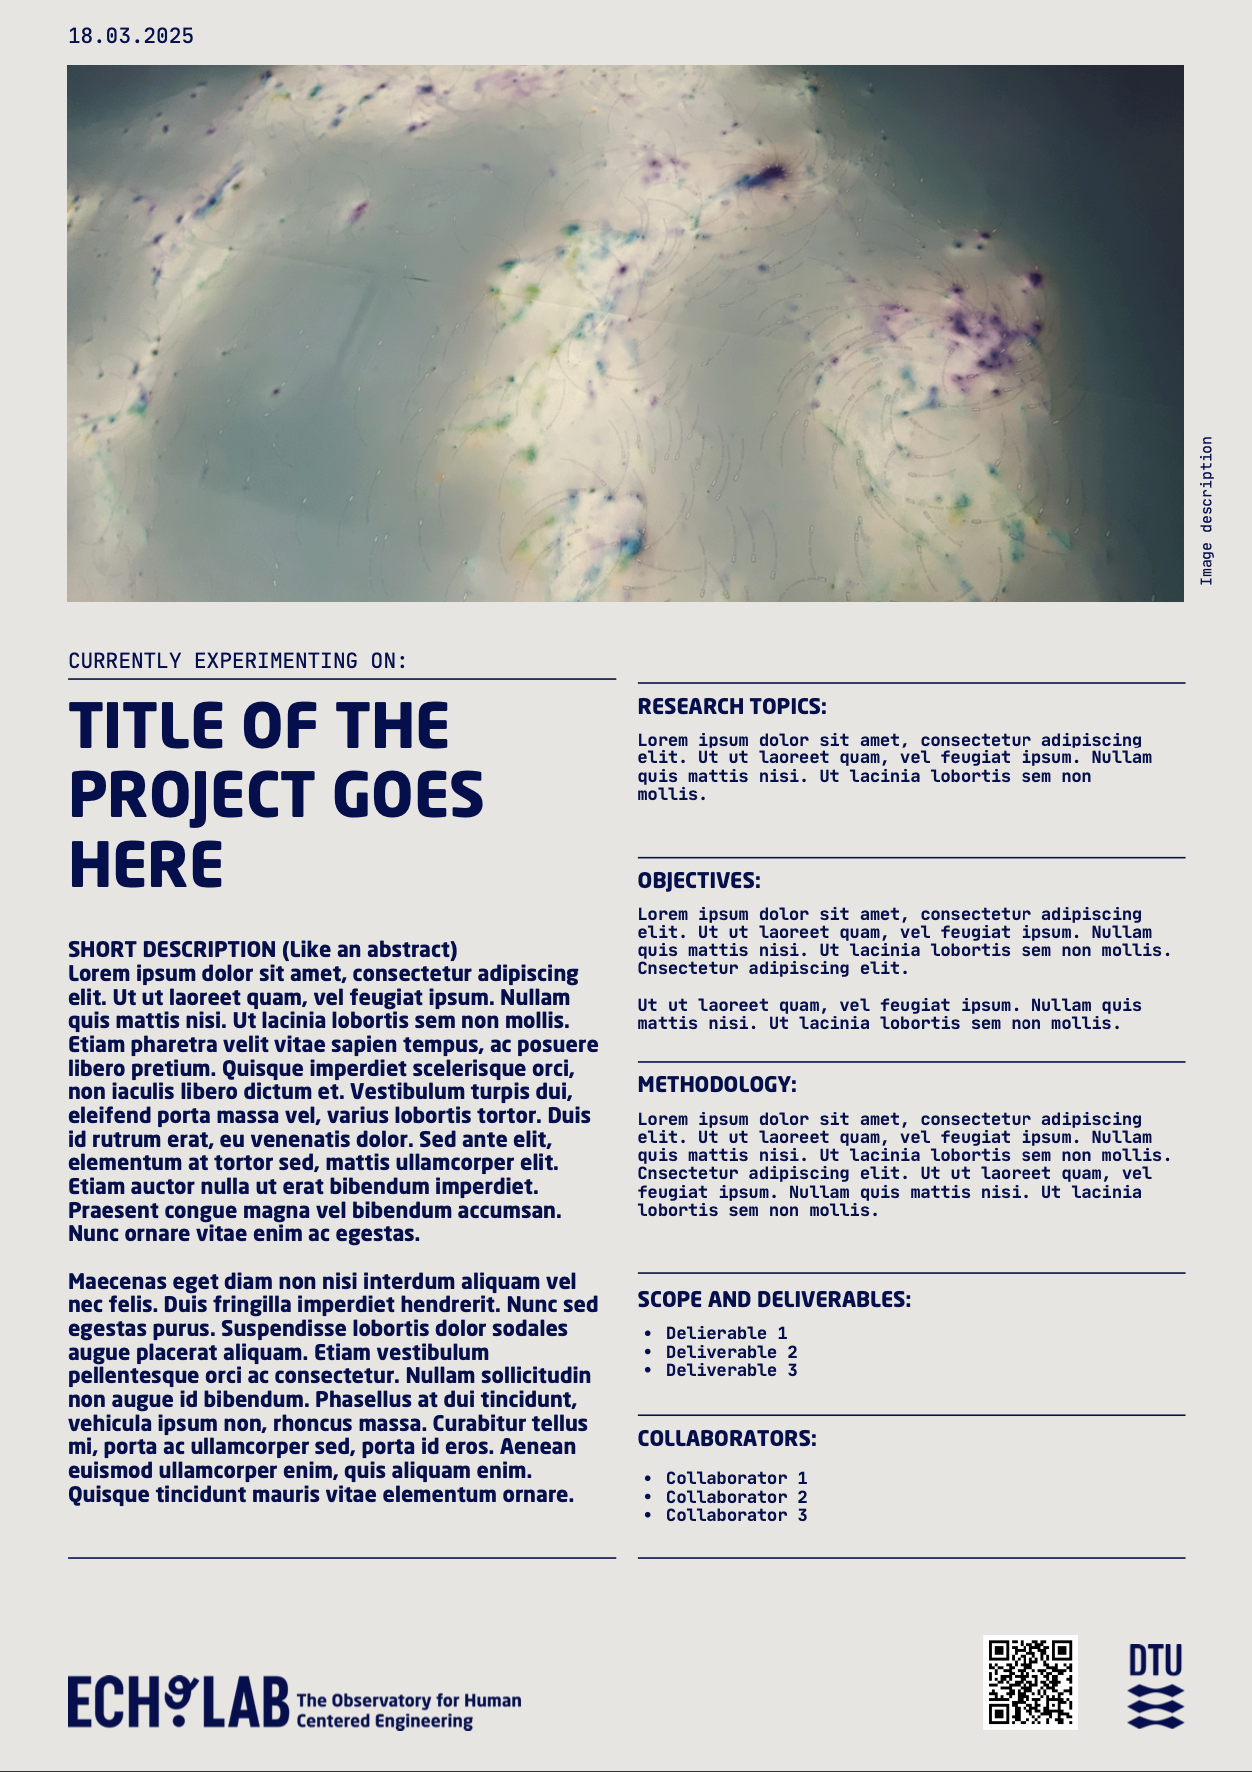 18.03.2025
Image description
CURRENTLY EXPERIMENTING ON:
TITLE OF THE
PROJECT GOES
HERE
SHORT DESCRIPTION (Like an abstract)
Lorem ipsum dolor sit amet, consectetur adipiscing
elit. Ut ut laoreet quam, vel feugiat ipsum. Nullam
quis mattis nisi. Ut lacinia lobortis sem non mollis.
Etiam pharetra velit vitae sapien tempus, ac posuere
libero pretium. Quisque imperdiet scelerisque orci,
non iaculis libero dictum et. Vestibulum turpis dui,
eleifend porta massa vel, varius lobortis tortor. Duis
id rutrum erat, eu venenatis dolor. Sed ante elit,
elementum at tortor sed, mattis ullamcorper elit.
Etiam auctor nulla ut erat bibendum imperdiet.
Praesent congue magna vel bibendum accumsan.
Nunc ornare vitae enim ac egestas.
Maecenas eget diam non nisi interdum aliquam vel
nec felis. Duis fringilla imperdiet hendrerit. Nunc sed
egestas purus. Suspendisse lobortis dolor sodales
augue placerat aliquam. Etiam vestibulum
pellentesque orci ac consectetur. Nullam sollicitudin
non augue id bibendum. Phasellus at dui tincidunt,
vehicula ipsum non, rhoncus massa. Curabitur tellus
mi, porta ac ullamcorper sed, porta id eros. Aenean
euismod ullamcorper enim, quis aliquam enim.
Quisque tincidunt mauris vitae elementum ornare.
RESEARCH TOPICS:
Lorem ipsum dolor sit amet, consectetur adipiscing
elit. Ut ut laoreet quam, vel feugiat ipsum. Nullam
quis mattis nisi. Ut lacinia lobortis sem non
mollis.
OBJECTIVES:
Lorem ipsum dolor sit amet, consectetur adipiscing
elit. Ut ut laoreet quam, vel feugiat ipsum. Nullam
quis mattis nisi. Ut lacinia lobortis sem non mollis.
Cnsectetur adipiscing elit.
Ut ut laoreet quam, vel feugiat ipsum. Nullam quis
mattis nisi. Ut lacinia lobortis sem non mollis.
METHODOLOGY:
Lorem ipsum dolor sit amet, consectetur adipiscing
elit. Ut ut laoreet quam, vel feugiat ipsum. Nullam
quis mattis nisi. Ut lacinia lobortis sem non mollis.
Cnsectetur adipiscing elit. Ut ut laoreet quam, vel
feugiat ipsum. Nullam quis mattis nisi. Ut lacinia
lobortis sem non mollis.
SCOPE AND DELIVERABLES:
• Delierable 1
• Deliverable 2
• Deliverable 3
COLLABORATORS:
• Collaborator 1
• Collaborator 2
• Collaborator 3
ECHOLAB
The Observatory for Human
Centered Engineering
DTU